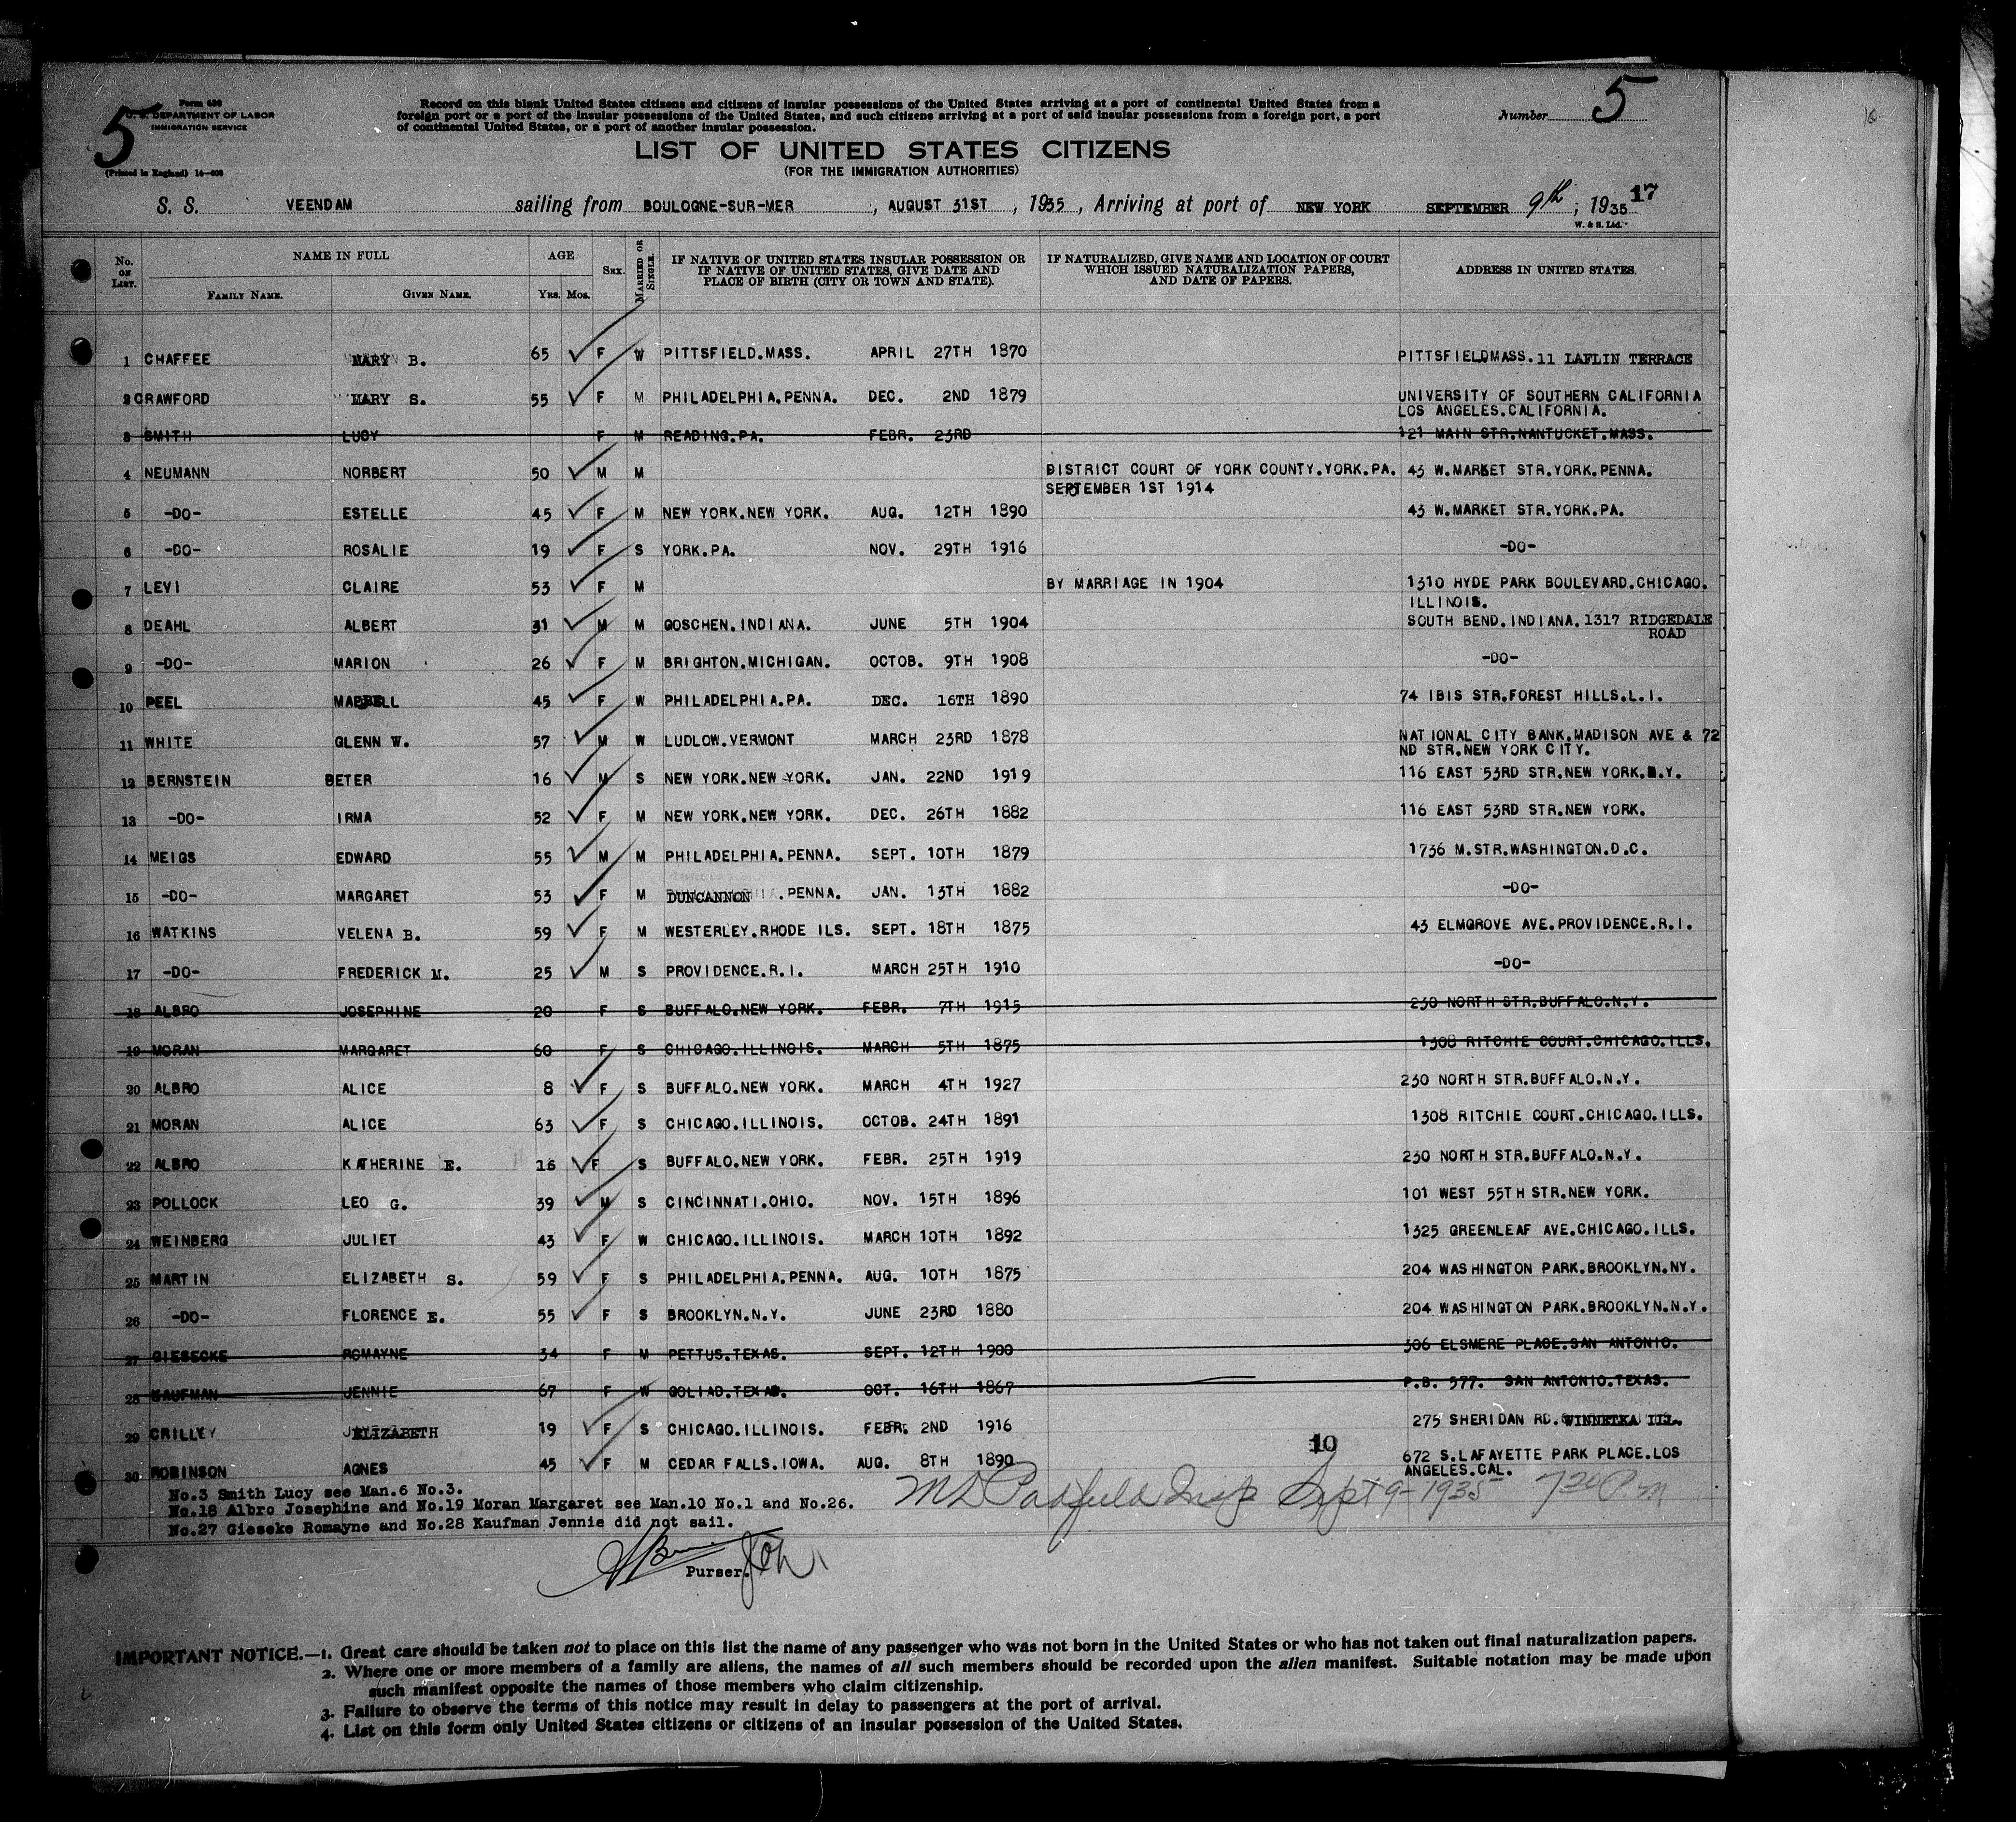 5
Form 630
U. S. DEPARTMENT OF LABOR
IMMIGRATION SERVICE
(Printed in England) 14—508
Record on this blank United States citizens and citizens of insular possessions of the United States arriving at a port of continental United States from a
foreign port or a port of the insular possessions of the United States, and such citizens arriving at a port of said insular possessions from a foreign port, a port
of continental United States, or a port of another insular possession.
Number 5
LIST OF UNITED STATES CITIZENS
(FOR THE IMMIGRATION AUTHORITIES)
S. S. VEENDAM sailing from BOULOGNE-SUR-MER, AUGUST 31ST, 1935, Arriving at port of NEW YORK SEPTEMBER 9th, 1935 17
W. & S. Ltd.
No. ON LIST. NAME IN FULL FAMILY NAME. GIVEN NAME. AGE YRS. MOS. SEX. MARRIED OR SINGLE. IF NATIVE OF UNITED STATES INSULAR POSSESSION OR IF NATIVE OF UNITED STATES, GIVE DATE AND PLACE OF BIRTH (CITY OR TOWN AND STATE). IF NATURALIZED, GIVE NAME AND LOCATION OF COURT WHICH ISSUED NATURALIZATION PAPERS, AND DATE OF PAPERS. ADDRESS IN UNITED STATES.
1 CHAFFEE MARY B. 65 F W PITTSFIELD.MASS. APRIL 27TH 1870 PITTSFIELDMASS. 11 LAFLIN TERRACE
2 CRAWFORD MARY S. 55 F M PHILADELPHIA.PENNA. DEC. 2ND 1879 UNIVERSITY OF SOUTHERN CALIFORNIA
LOS ANGELES.CALIFORNIA.
3 SMITH LUCY F M READING.PA. FEBR. 23RD 121 MAIN STR.NANTUCKET.MASS.
4 NEUMANN NORBERT 50 M M DISTRICT COURT OF YORK COUNTY.YORK.PA. 43 W.MARKET STR.YORK.PENNA.
SEPTEMBER 1ST 1914
5 -DO- ESTELLE 45 F M NEW YORK.NEW YORK. AUG. 12TH 1890 43 W.MARKET STR.YORK.PA.
6 -DO- ROSALIE 19 F S YORK.PA. NOV. 29TH 1916 -DO-
7 LEVI CLAIRE 53 F M BY MARRIAGE IN 1904 1310 HYDE PARK BOULEVARD.CHICAGO.
ILLINOIS.
8 DEAHL ALBERT 31 M M GOSCHEN.INDIANA. JUNE 5TH 1904 SOUTH BEND.INDIANA. 1317 RIDGEDALE
ROAD
9 -DO- MARION 26 F M BRIGHTON.MICHIGAN. OCTOB. 9TH 1908 -DO-
10 PEEL 45 F W PHILADELPHIA.PA. DEC. 16TH 1890 74 IBIS STR.FOREST HILLS.L.I.
11 WHITE GLENN W. 57 M W LUDLOW.VERMONT MARCH 23RD 1878 NATIONAL CITY BANK.MADISON AVE & 72
ND STR.NEW YORK CITY.
12 BERNSTEIN BETER 16 M S NEW YORK.NEW YORK. JAN. 22ND 1919 116 EAST 53RD STR.NEW YORK.N.Y.
13 -DO- IRMA 52 F M NEW YORK.NEW YORK. DEC. 26TH 1882 116 EAST 53RD STR.NEW YORK.
14 MEIGS EDWARD 55 M M PHILADELPHIA.PENNA. SEPT. 10TH 1879 1736 M.STR.WASHINGTON.D.C.
15 -DO- MARGARET 53 F M DUNCANNON .PENNA. JAN. 13TH 1882 -DO-
16 WATKINS VELENA B. 59 F M WESTERLEY.RHODE ILS. SEPT. 18TH 1875 43 ELMGROVE AVE.PROVIDENCE.R.I.
17 -DO- FREDERICK M. 25 M S PROVIDENCE.R.I. MARCH 25TH 1910 -DO-
18 ALBRO JOSEPHINE 20 F S BUFFALO.NEW YORK. FEBR. 7TH 1915 230 NORTH STR.BUFFALO.N.Y.
19 MORAN MARGARET 60 F S CHICAGO.ILLINOIS. MARCH 5TH 1875 1308 RITCHIE COURT.CHICAGO.ILLS.
20 ALBRO ALICE 8 F S BUFFALO.NEW YORK. MARCH 4TH 1927 230 NORTH STR.BUFFALO.N.Y.
21 MORAN ALICE 63 F S CHICAGO.ILLINOIS. OCTOB. 24TH 1891 1308 RITCHIE COURT.CHICAGO.ILLS.
22 ALBRO KATHERINE E. 16 F S BUFFALO.NEW YORK. FEBR. 25TH 1919 230 NORTH STR.BUFFALO.N.Y.
23 POLLOCK LEO G. 39 M S CINCINNATI.OHIO. NOV. 15TH 1896 101 WEST 55TH STR.NEW YORK.
24 WEINBERG JULIET 43 F W CHICAGO.ILLINOIS. MARCH 10TH 1892 1325 GREENLEAF AVE.CHICAGO.ILLS.
25 MARTIN ELIZABETH S. 59 F S PHILADELPHIA.PENNA. AUG. 10TH 1875 204 WASHINGTON PARK.BROOKLYN.NY.
26 -DO- FLORENCE E. 55 F S BROOKLYN.N.Y. JUNE 23RD 1880 204 WASHINGTON PARK.BROOKLYN.N.Y.
27 GIESECKE ROMAYNE 34 F M PETTUS.TEXAS. SEPT. 12TH 1900 306 ELSMERE PLACE.SAN ANTONIO.
28 KAUFMAN JENNIE 67 F W GOLIAD.TEXAS. OCT. 16TH 1867 P.B. 577. SAN ANTONIO.TEXAS.
29 CRILLEY ELIZABETH 19 F S CHICAGO.ILLINOIS. FEBR. 2ND 1916 275 SHERIDAN RD. WINNETKA ILL.
30 ROBINSON AGNES 45 F M CEDAR FALLS.IOWA. AUG. 8TH 1890 10 672 S.LAFAYETTE PARK PLACE.LOS
ANGELES.CAL.
No.3 Smith Lucy see Man.6 No.3.
No.18 Albro Josephine and No.19 Moran Margaret see Man.10 No.1 and No.26.
No.27 Gieseke Romayne and No.28 Kaufman Jennie did not sail.
Insp Sept 9-1935 730 Pm
Purser.
IMPORTANT NOTICE.—1. Great care should be taken not to place on this list the name of any passenger who was not born in the United States or who has not taken out final naturalization papers.
2. Where one or more members of a family are aliens, the names of all such members should be recorded upon the alien manifest. Suitable notation may be made upon
such manifest opposite the names of those members who claim citizenship.
3. Failure to observe the terms of this notice may result in delay to passengers at the port of arrival.
4. List on this form only United States citizens or citizens of an insular possession of the United States.